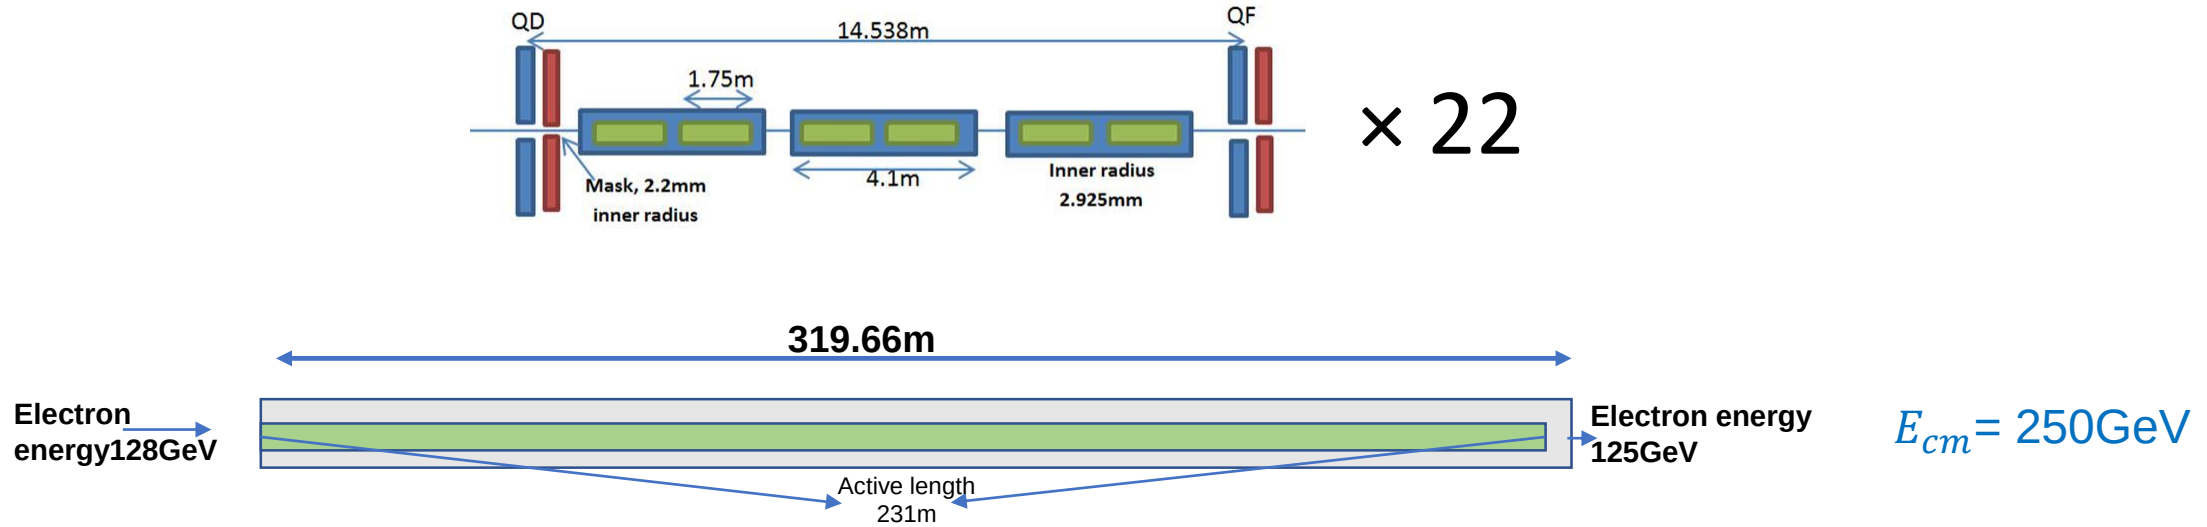 QD
QF
14.538m
1.75m
× 22
4.1m
Mask, 2.2mm
inner radius
Inner radius
2.925mm
319.66m
Electron
energy128GeV
Electron energy
125GeV
E_cm= 250GeV
Active length
231m